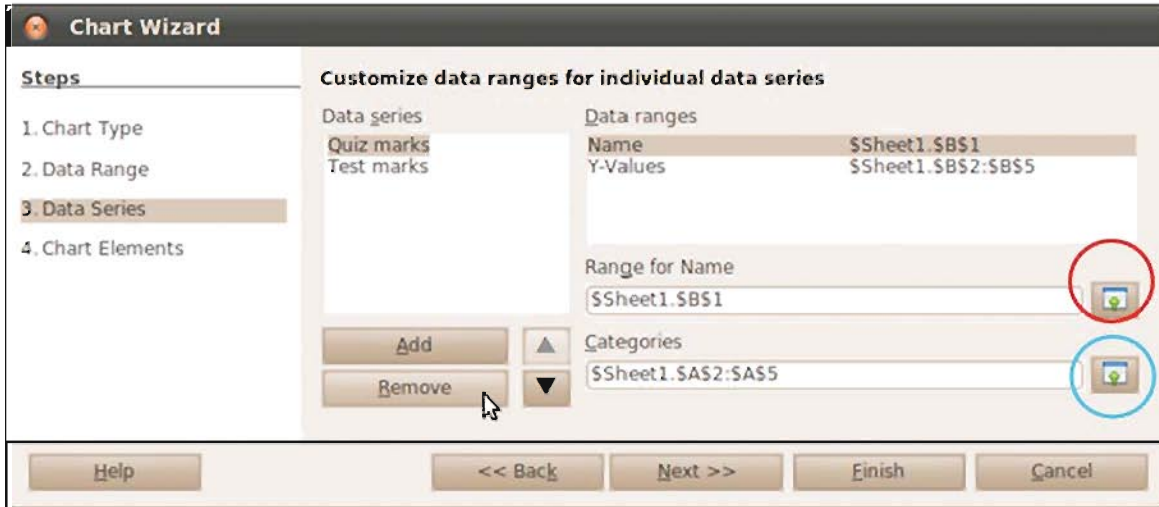 Chart Wizard
Steps
1. Chart Type
2. Data Range
3. Data Series
4. Chart Elements
Customize data ranges for individual data series
Data series
Quiz marks
Test marks
Add
Remove
Data ranges
Name $Sheet1.$B$1
Y-Values $Sheet1.$B$2:$B$5
Range for Name
$Sheet1.$B$1
Categories
$Sheet1.$A$2:$A$5
Help
<< Back
Next >>
Finish
Cancel